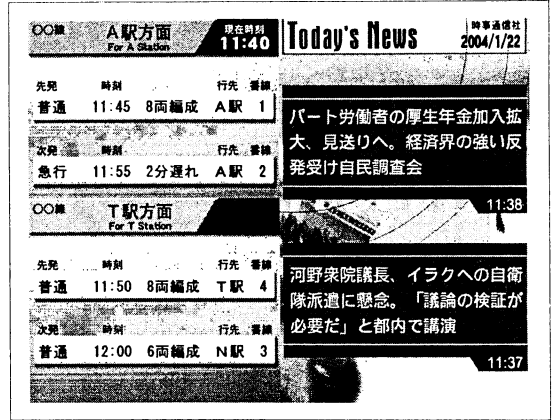 ○○線 A駅方面 現在時刻
For A Station 11:40
先発 時刻 行先 番線
普通 11:45 8両編成 A駅 1
次発 時刻 行先 番線
急行 11:55 2分遅れ A駅 2
○○線 T駅方面
For T Station
先発 時刻 行先 番線
普通 11:50 8両編成 T駅 4
次発 時刻 行先 番線
普通 12:00 6両編成 N駅 3
Today's News 時事通信社
2004/1/22
パート労働者の厚生年金加入拡
大、見送りへ。経済界の強い反
発受け自民調査会
11:38
河野衆院議長、イラクへの自衛
隊派遣に懸念。「議論の検証が
必要だ」と都内で講演
11:37